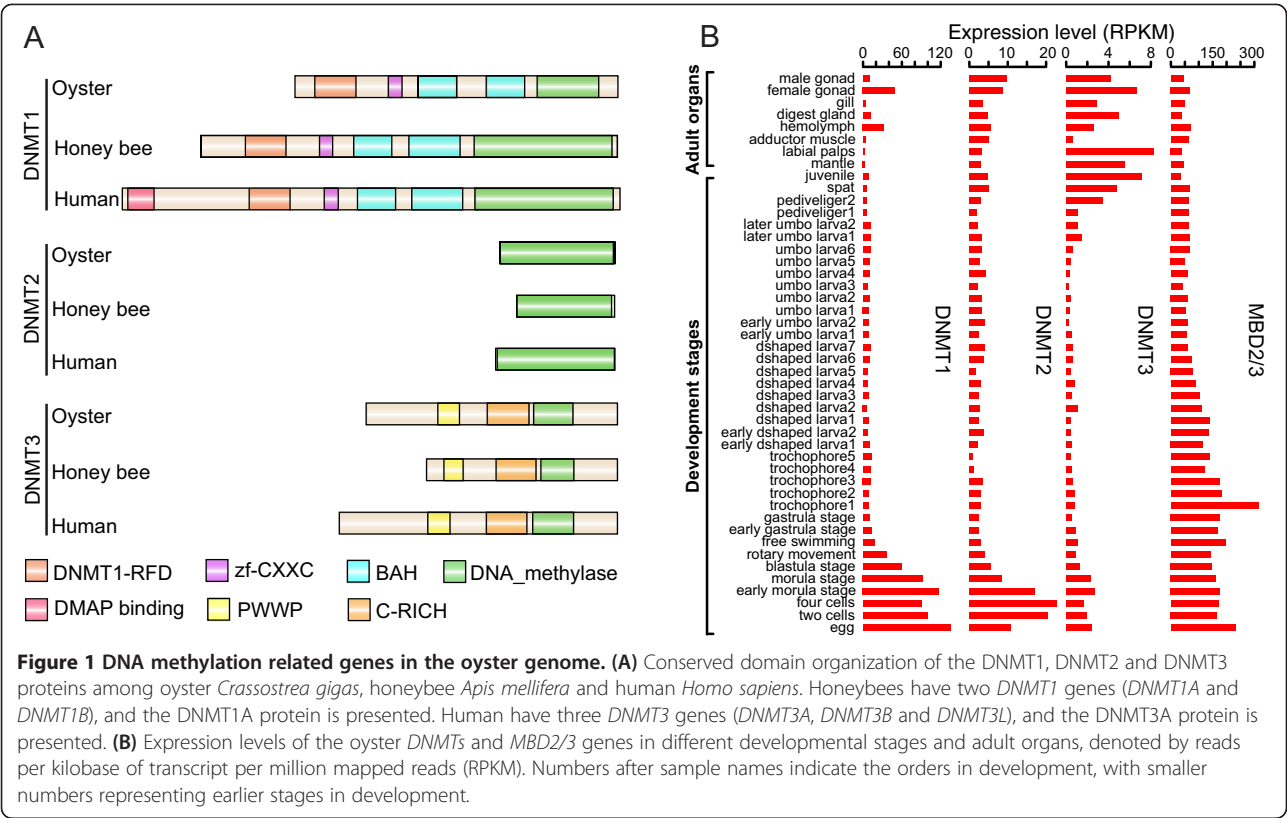 A
DNMT1
Oyster
Honey bee
Human
DNMT2
Oyster
Honey bee
Human
DNMT3
Oyster
Honey bee
Human
DNMT1-RFD
zf-CXXC
BAH
DNA_methylase
DMAP binding
PWWP
C-RICH
B
Expression level (RPKM)
0 60 120 0 10 20 0 4 8 0 150 300
Adult organs
male gonad
female gonad
gill
digest gland
hemolymph
adductor muscle
labial palps
mantle
Development stages
juvenile
spat
pediveliger2
pediveliger1
later umbo larva2
later umbo larva1
umbo larva6
umbo larva5
umbo larva4
umbo larva3
umbo larva2
umbo larva1
early umbo larva2
early umbo larva1
dshaped larva7
dshaped larva6
dshaped larva5
dshaped larva4
dshaped larva3
dshaped larva2
dshaped larva1
early dshaped larva2
early dshaped larva1
trochophore5
trochophore4
trochophore3
trochophore2
trochophore1
gastrula stage
early gastrula stage
free swimming
rotary movement
blastula stage
morula stage
early morula stage
four cells
two cells
egg
DNMT1
DNMT2
DNMT3
MBD2/3
Figure 1 DNA methylation related genes in the oyster genome. (A) Conserved domain organization of the DNMT1, DNMT2 and DNMT3
proteins among oyster Crassostrea gigas, honeybee Apis mellifera and human Homo sapiens. Honeybees have two DNMT1 genes (DNMT1A and
DNMT1B), and the DNMT1A protein is presented. Human have three DNMT3 genes (DNMT3A, DNMT3B and DNMT3L), and the DNMT3A protein is
presented. (B) Expression levels of the oyster DNMTs and MBD2/3 genes in different developmental stages and adult organs, denoted by reads
per kilobase of transcript per million mapped reads (RPKM). Numbers after sample names indicate the orders in development, with smaller
numbers representing earlier stages in development.